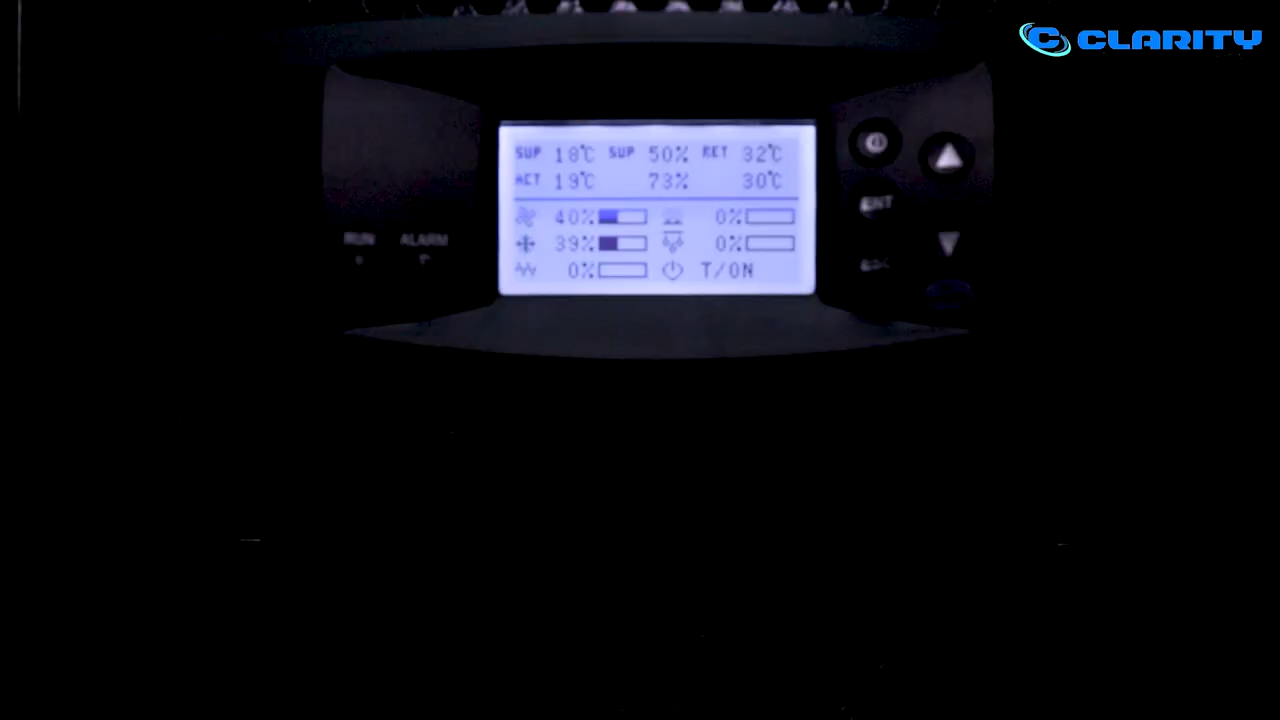 CLARITY
SUP 18℃ SUP 50% RET 32℃
ACT 19℃ 73% 30℃
40% 0%
39% 0%
0% T/ON
RUN ALARM
ENT
ESC